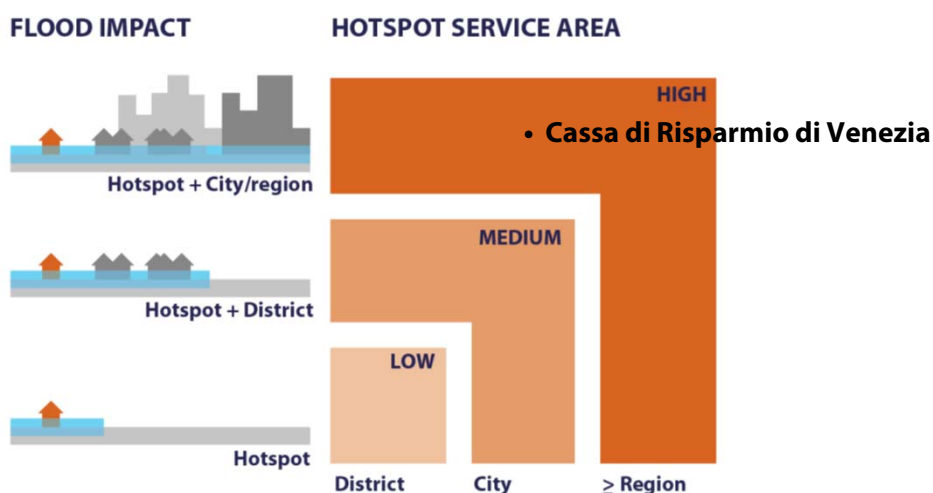 FLOOD IMPACT
HOTSPOT SERVICE AREA
HIGH
• Cassa di Risparmio di Venezia
Hotspot + City/region
MEDIUM
Hotspot + District
LOW
Hotspot
District
City
≥ Region